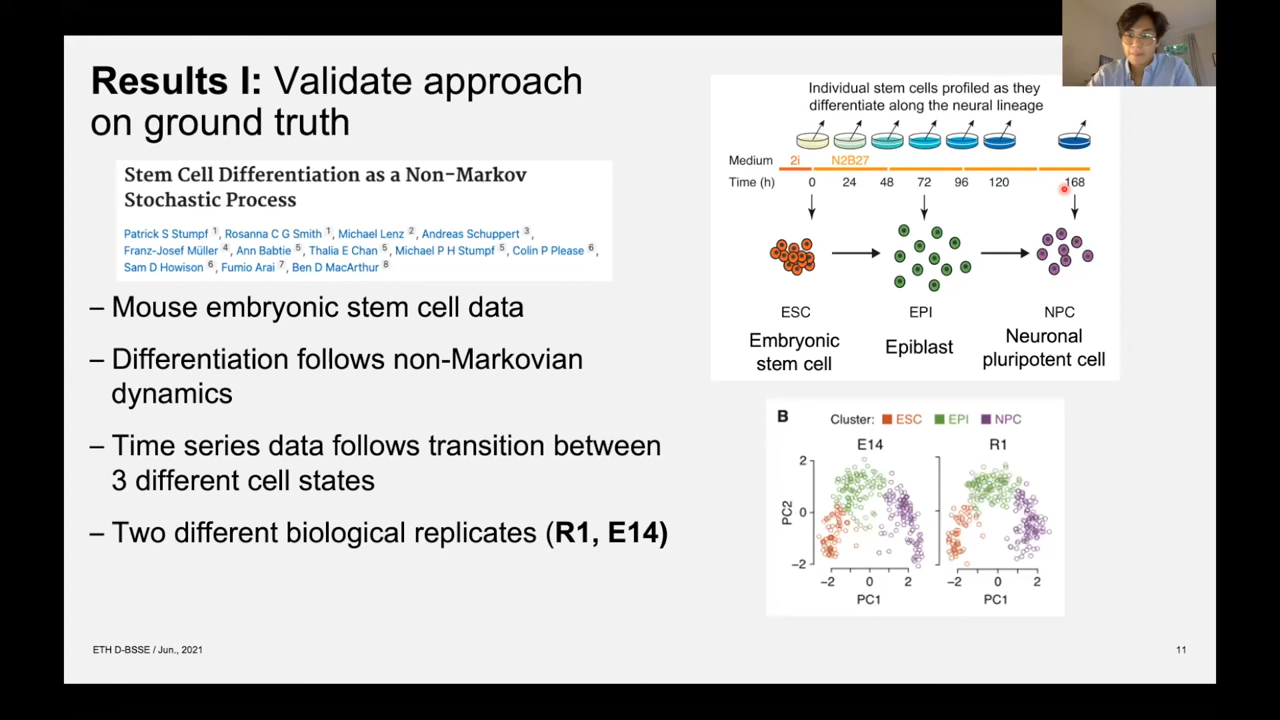 Results I: Validate approach
on ground truth
Stem Cell Differentiation as a Non-Markov
Stochastic Process
Patrick S Stumpf 1, Rosanna C G Smith 1, Michael Lenz 2, Andreas Schuppert 3,
Franz-Josef Müller 4, Ann Babtie 5, Thalia E Chan 5, Michael P H Stumpf 5, Colin P Please 6,
Sam D Howison 6, Fumio Arai 7, Ben D MacArthur 8
– Mouse embryonic stem cell data
– Differentiation follows non-Markovian
dynamics
– Time series data follows transition between
3 different cell states
– Two different biological replicates (R1, E14)
Individual stem cells profiled as they
differentiate along the neural lineage
Medium 2i N2B27
Time (h) 0 24 48 72 96 120 168
ESC EPI NPC
Embryonic
stem cell
Epiblast
Neuronal
pluripotent cell
B Cluster: ESC EPI NPC
E14 R1
PC2
2
0
−2
−2 0 2 −2 0 2
PC1 PC1
ETH D-BSSE / Jun., 2021
11